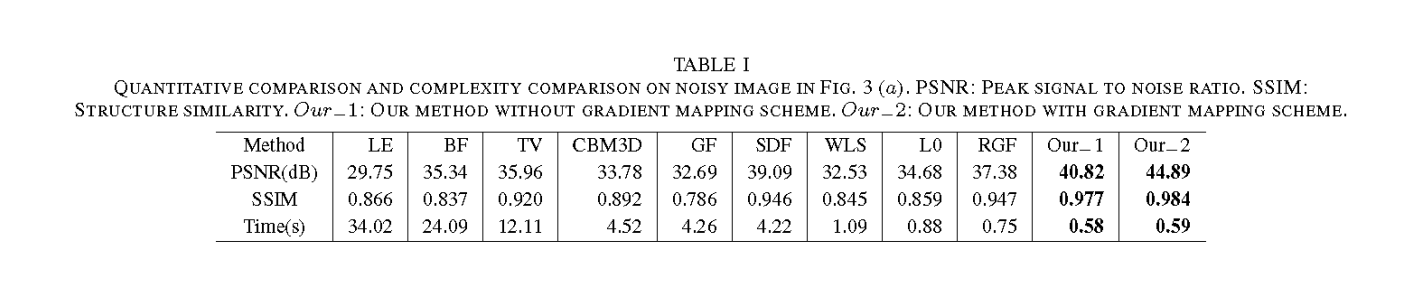 TABLE I
QUANTITATIVE COMPARISON AND COMPLEXITY COMPARISON ON NOISY IMAGE IN FIG. 3 (a). PSNR: PEAK SIGNAL TO NOISE RATIO. SSIM:
STRUCTURE SIMILARITY. Our_1: OUR METHOD WITHOUT GRADIENT MAPPING SCHEME. Our_2: OUR METHOD WITH GRADIENT MAPPING SCHEME.
Method LE BF TV CBM3D GF SDF WLS L0 RGF Our_1 Our_2
PSNR(dB) 29.75 35.34 35.96 33.78 32.69 39.09 32.53 34.68 37.38 40.82 44.89
SSIM 0.866 0.837 0.920 0.892 0.786 0.946 0.845 0.859 0.947 0.977 0.984
Time(s) 34.02 24.09 12.11 4.52 4.26 4.22 1.09 0.88 0.75 0.58 0.59